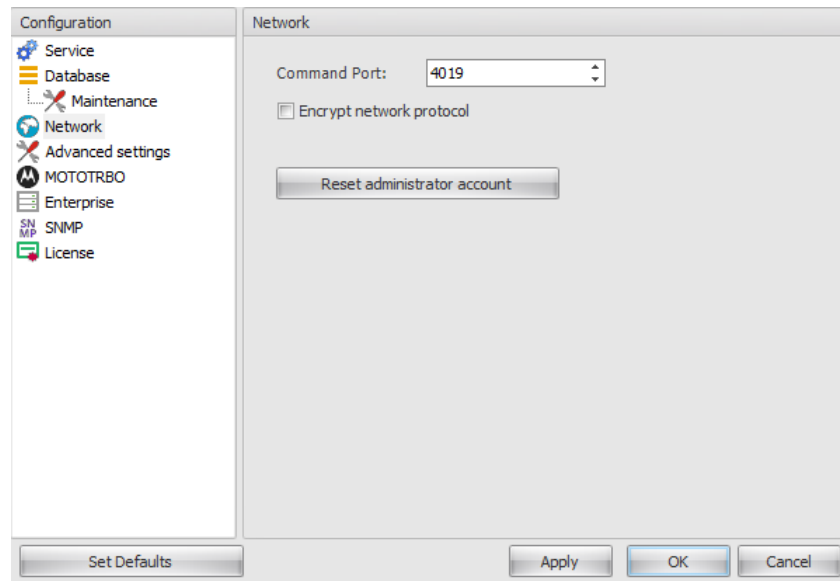 Configuration
Service
Database
Maintenance
Network
Advanced settings
MOTOTRBO
Enterprise
SNMP
SNMP
License
Network
Command Port: 4019
Encrypt network protocol
Reset administrator account
Set Defaults
Apply
OK
Cancel